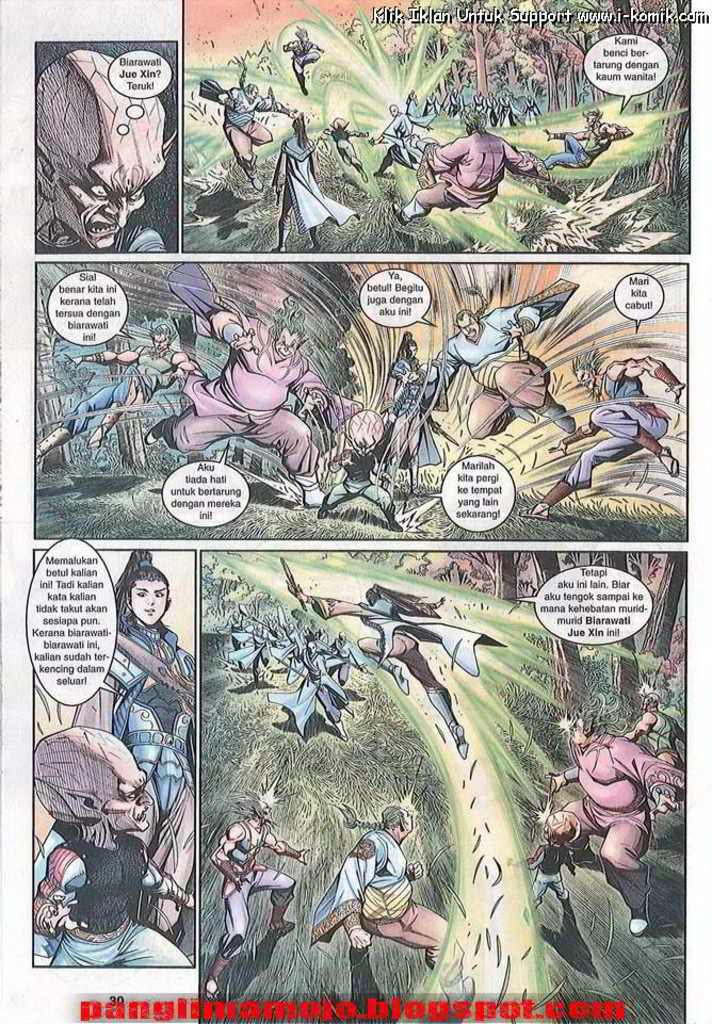 Klik Iklan Untuk Support www.i-komik.com
Biarawati
Jue Xin?
Teruk!
Kami
benci ber-
tarung dengan
kaum wanita!
Sial
benar kita ini
kerana telah
tersua dengan
biarawati
ini!
Ya,
betul! Begitu
juga dengan
aku ini!
Mari
kita
cabut!
Aku
tiada hati
untuk bertarung
dengan mereka
ini!
Marilah
kita pergi
ke tempat
yang lain
sekarang!
Memalukan
betul kalian
ini! Tadi kalian
kata kalian
tidak takut akan
sesiapa pun.
Kerana biarawati-
biarawati ini,
kalian sudah ter-
kencing dalam
seluar!
Tetapi
aku ini lain. Biar
aku tengok sampai ke
mana kehebatan murid-
murid Biarawati
Jue Xin ini!
30
panglimamojo.blogspot.com